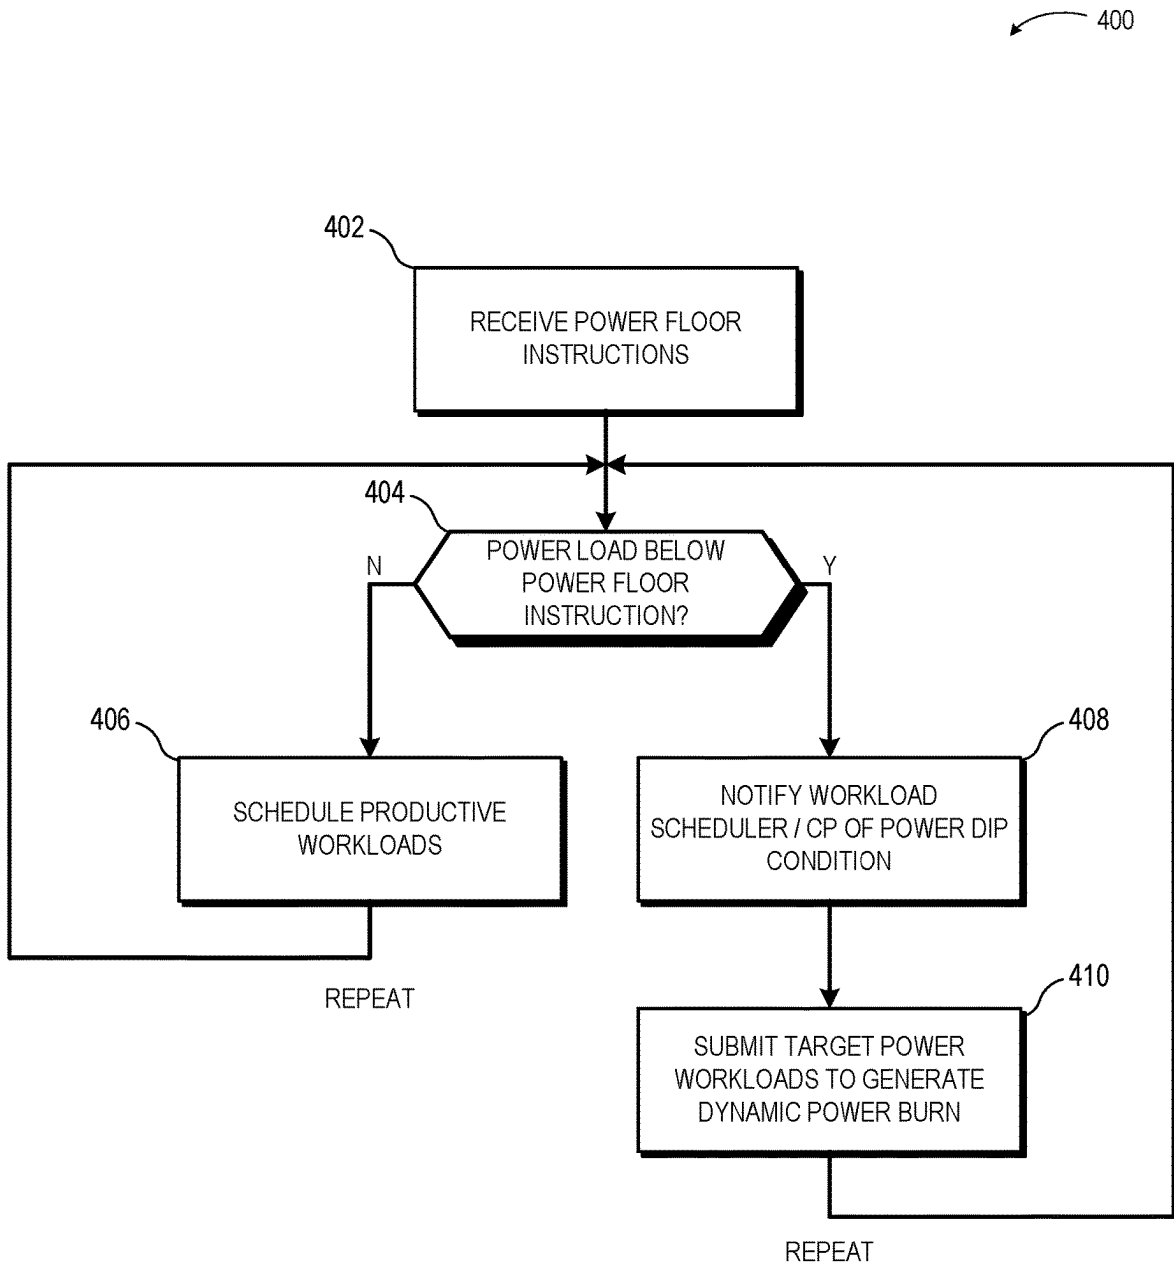 400
402
RECEIVE POWER FLOOR
INSTRUCTIONS
404
N
POWER LOAD BELOW
POWER FLOOR
INSTRUCTION?
Y
406
SCHEDULE PRODUCTIVE
WORKLOADS
408
NOTIFY WORKLOAD
SCHEDULER / CP OF POWER DIP
CONDITION
REPEAT
410
SUBMIT TARGET POWER
WORKLOADS TO GENERATE
DYNAMIC POWER BURN
REPEAT